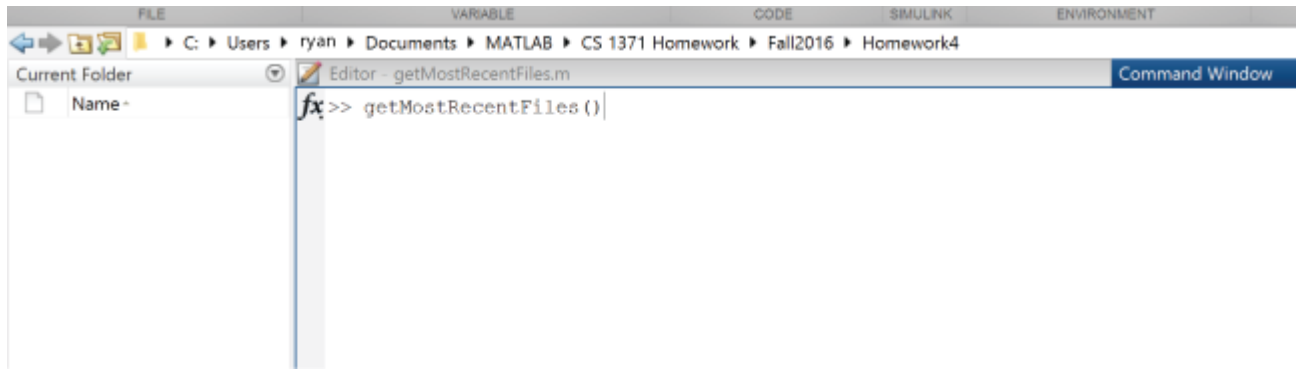 FILE VARIABLE CODE SIMULINK ENVIRONMENT
C: Users ryan Documents MATLAB CS 1371 Homework Fall2016 Homework4
Current Folder Editor - getMostRecentFiles.m Command Window
Name
fx >> getMostRecentFiles()